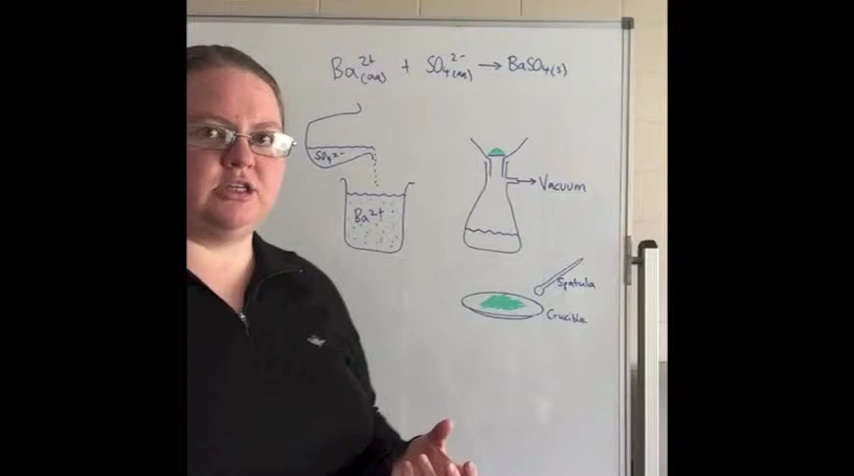 Ba²⁺(aq) + SO₄²⁻(aq) → BaSO₄(s)
SO₄²⁻
Ba²⁺
Vacuum
Spatula
Crucible